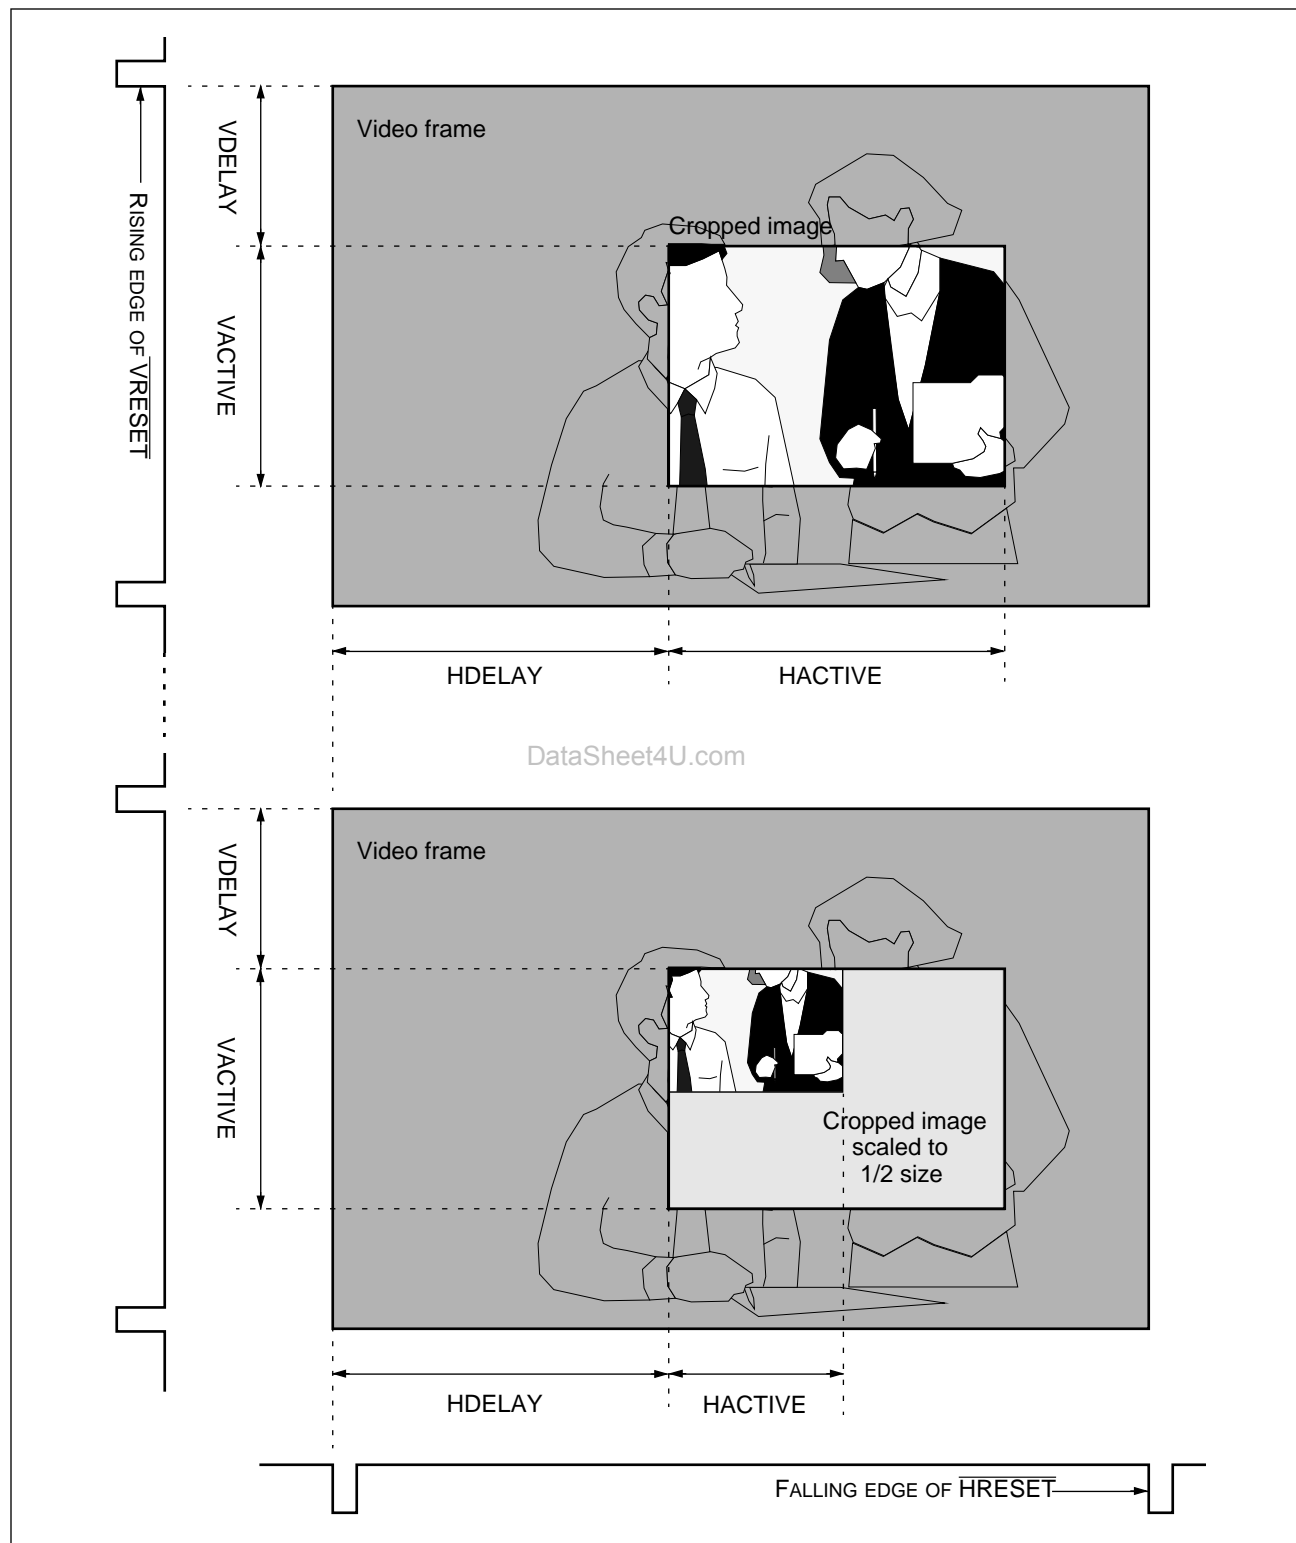 Video frame
VDELAY
Cropped image
RISING EDGE OF VRESET
VACTIVE
HDELAY
HACTIVE
DataSheet4U.com
Video frame
VDELAY
VACTIVE
Cropped image
scaled to
1/2 size
HDELAY
HACTIVE
FALLING EDGE OF HRESET